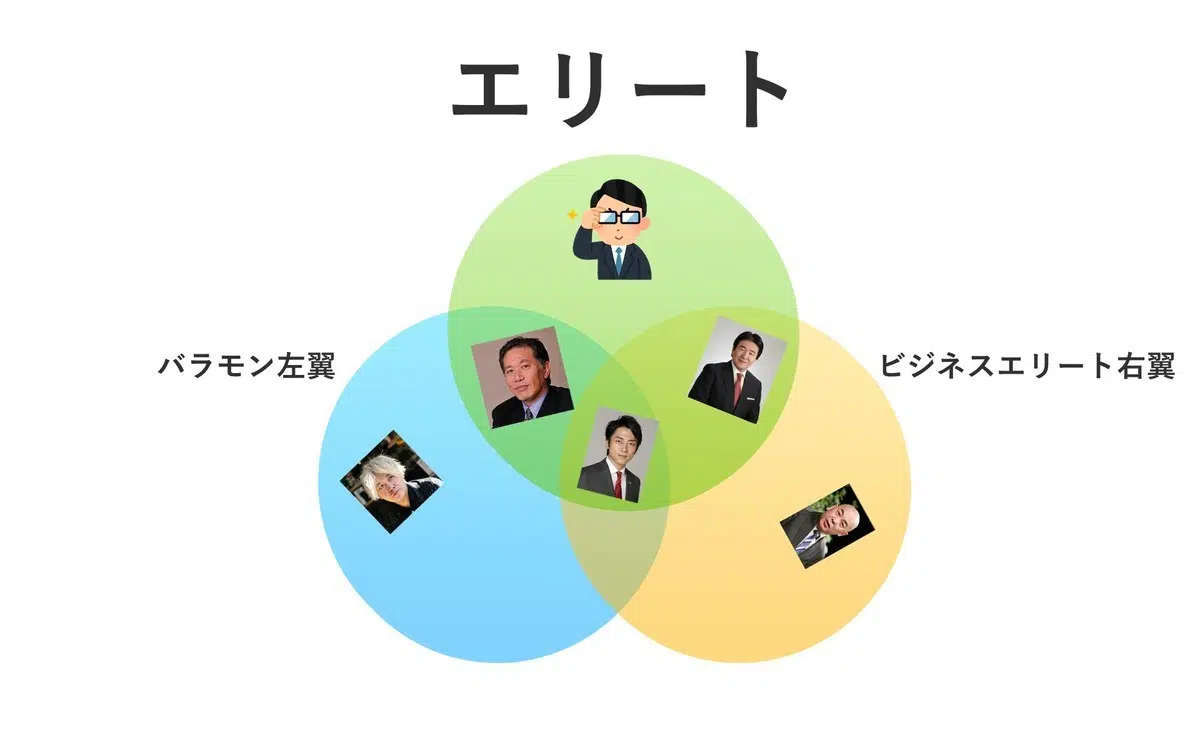 エリート
バラモン左翼
ビジネスエリート右翼